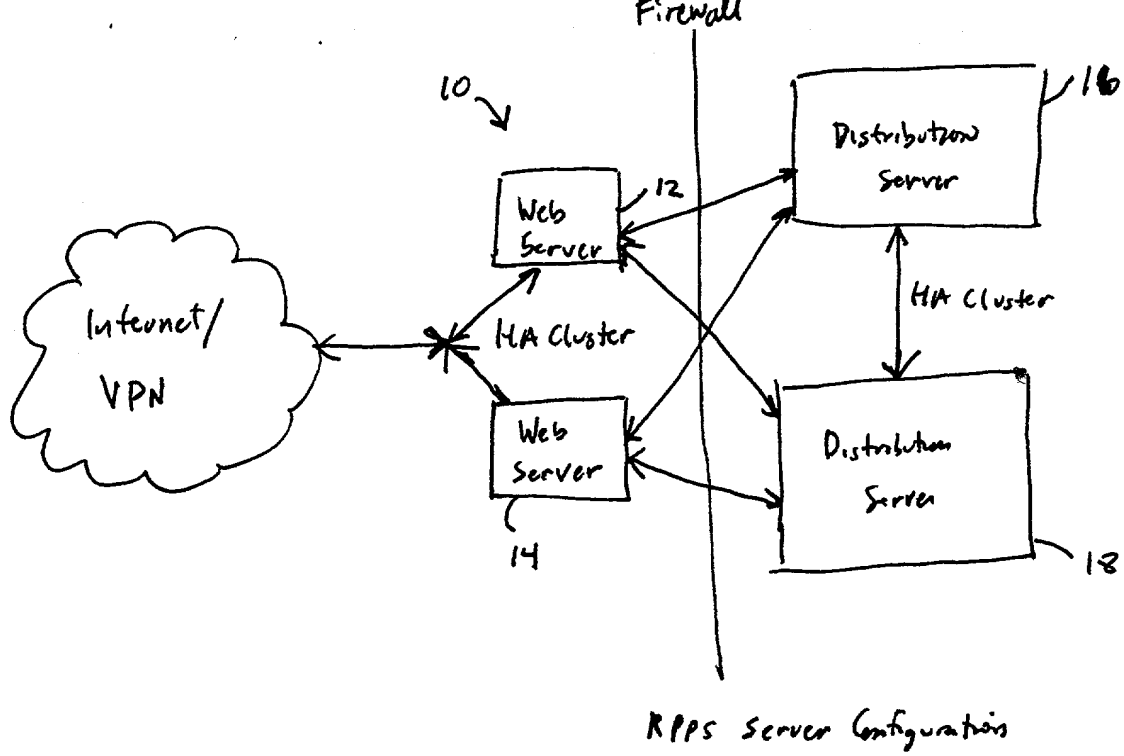 Firewall
10
16
Distribution
Server
12
Web
Server
Internet/
VPN
HA Cluster
HA Cluster
Web
Server
14
Distribution
Server
18
RPPS Server Configuration